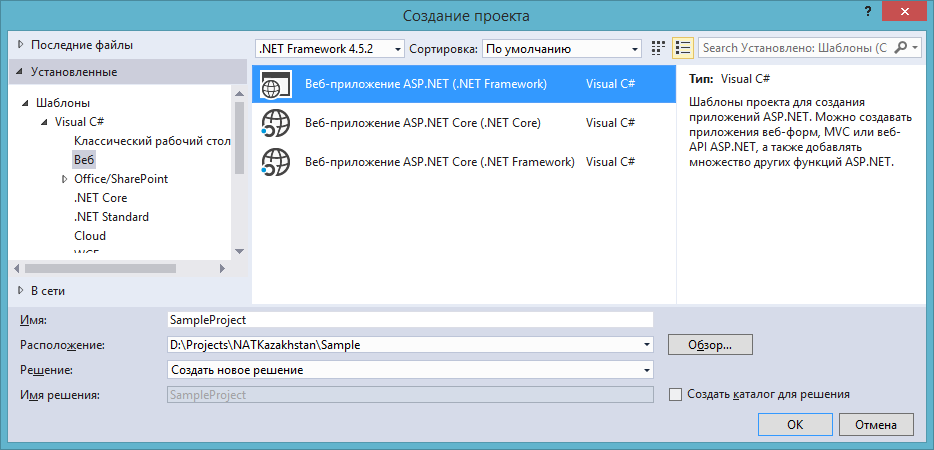 Создание проекта
Последние файлы
Установленные
Шаблоны
Visual C#
Классический рабочий стол
Веб
Office/SharePoint
.NET Core
.NET Standard
Cloud
WCF
В сети
.NET Framework 4.5.2 Сортировка: По умолчанию
Search Установлено: Шаблоны (C
Веб-приложение ASP.NET (.NET Framework) Visual C#
Веб-приложение ASP.NET Core (.NET Core) Visual C#
Веб-приложение ASP.NET Core (.NET Framework) Visual C#
Тип: Visual C#
Шаблоны проекта для создания
приложений ASP.NET. Можно создавать
приложения веб-форм, MVC или веб-
API ASP.NET, а также добавлять
множество других функций ASP.NET.
Имя: SampleProject
Расположение: D:\Projects\NATKazakhstan\Sample Обзор...
Решение: Создать новое решение
Имя решения: SampleProject Создать каталог для решения
ОК Отмена